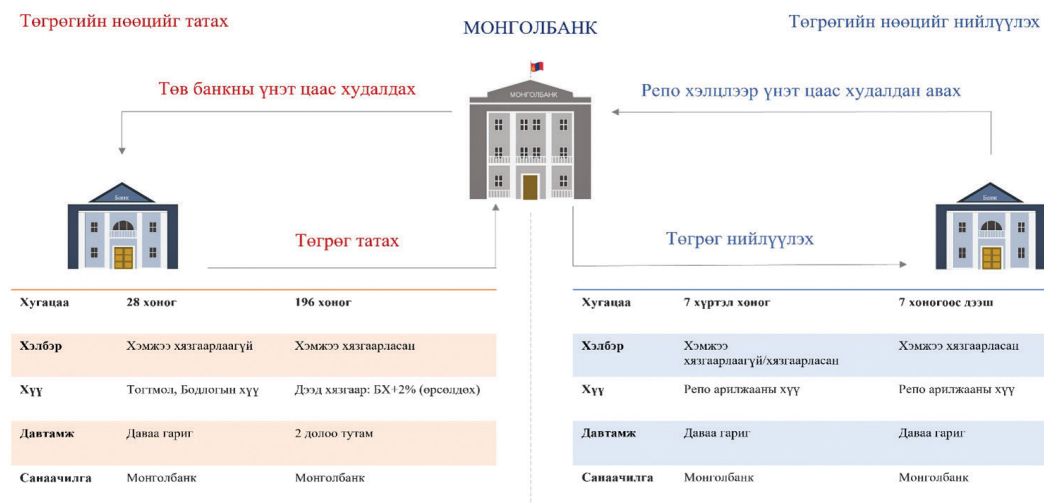 Төгрөгийн нөөцийг татах
МОНГОЛБАНК
Төгрөгийн нөөцийг нийлүүлэх
Төв банкны үнэт цаас худалдах
МОНГОЛБАНК
Репо хэлцлээр үнэт цаас худалдан авах
Банк
Банк
Төгрөг татах
Төгрөг нийлүүлэх
Хугацаа 28 хоног 196 хоног
Хэлбэр Хэмжээ хязгаарлаагүй Хэмжээ хязгаарласан
Хүү Тогтмол, Бодлогын хүү Дээд хязгаар: БХ+2% (өрсөлдөх)
Давтамж Даваа гариг 2 долоо тутам
Санаачилга Монголбанк Монголбанк
Хугацаа 7 хүртэл хоног 7 хоногоос дээш
Хэлбэр Хэмжээ хязгаарлаагүй/хязгаарласан Хэмжээ хязгаарласан
Хүү Репо арилжааны хүү Репо арилжааны хүү
Давтамж Даваа гариг Даваа гариг
Санаачилга Монголбанк Монголбанк